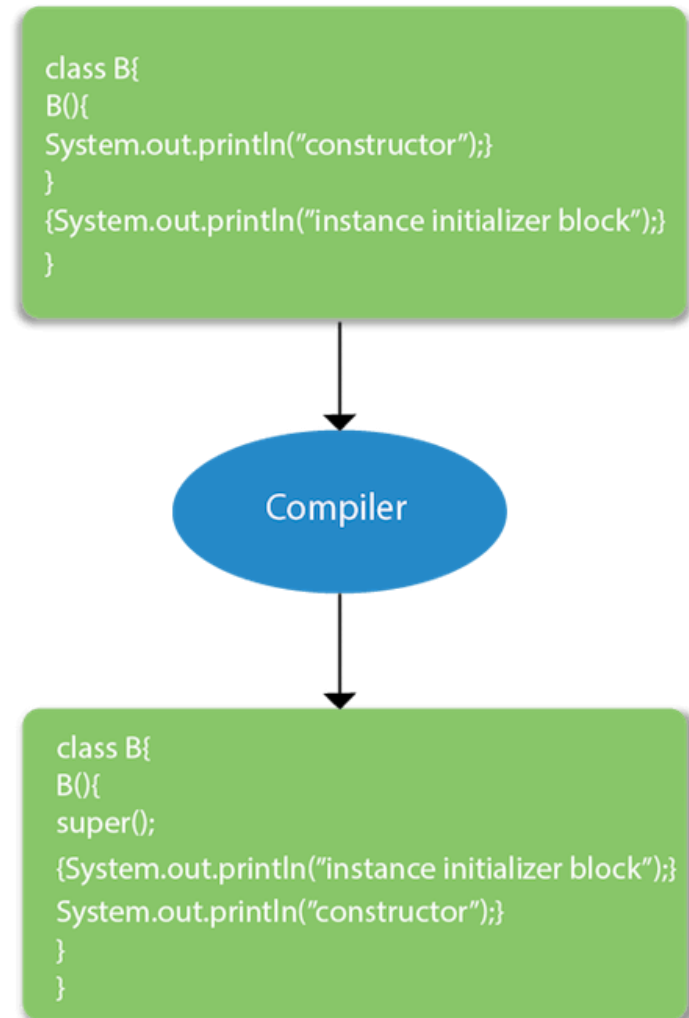 class B{
B(){
System.out.println(”constructor”);}
}
{System.out.println(”instance initializer block”);}
}
Compiler
class B{
B(){
super();
{System.out.println(”instance initializer block”);}
System.out.println(”constructor”);}
}
}